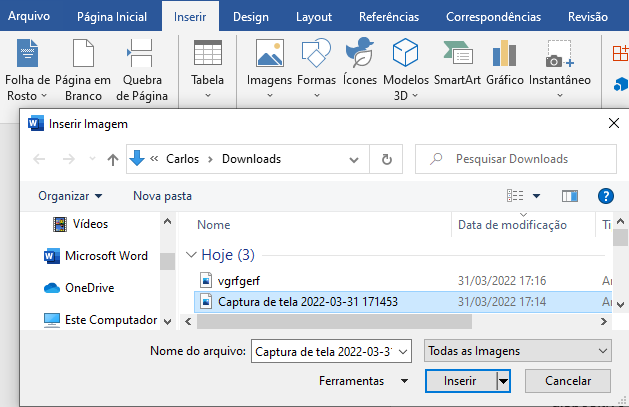 Arquivo Página Inicial Inserir Design Layout Referências Correspondências Revisão
Folha de Rosto Página em Branco Quebra de Página Tabela Imagens Formas Ícones Modelos 3D SmartArt Gráfico Instantâneo
Inserir Imagem
Carlos Downloads Pesquisar Downloads
Organizar Nova pasta
Nome Data de modificação Ti
Vídeos
Hoje (3)
Microsoft Word
vgrfgerf 31/03/2022 17:16 Ar
OneDrive
Captura de tela 2022-03-31 171453 31/03/2022 17:14 Ar
Este Computador
Nome do arquivo: Captura de tela 2022-03-31 Todas as Imagens
Ferramentas Inserir Cancelar